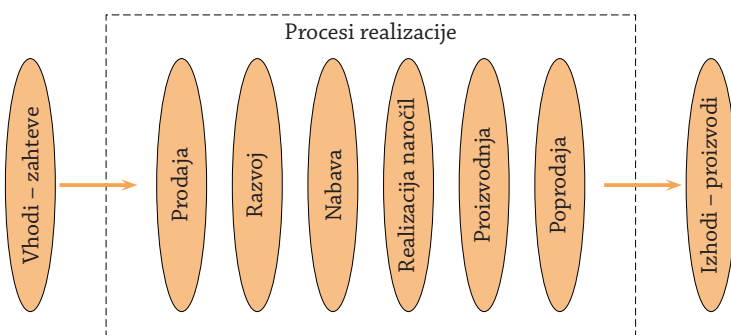 Procesi realizacije
Vhodi – zahteve
Prodaja
Razvoj
Nabava
Realizacija naročil
Proizvodnja
Poprodaja
Izhodi – proizvodi